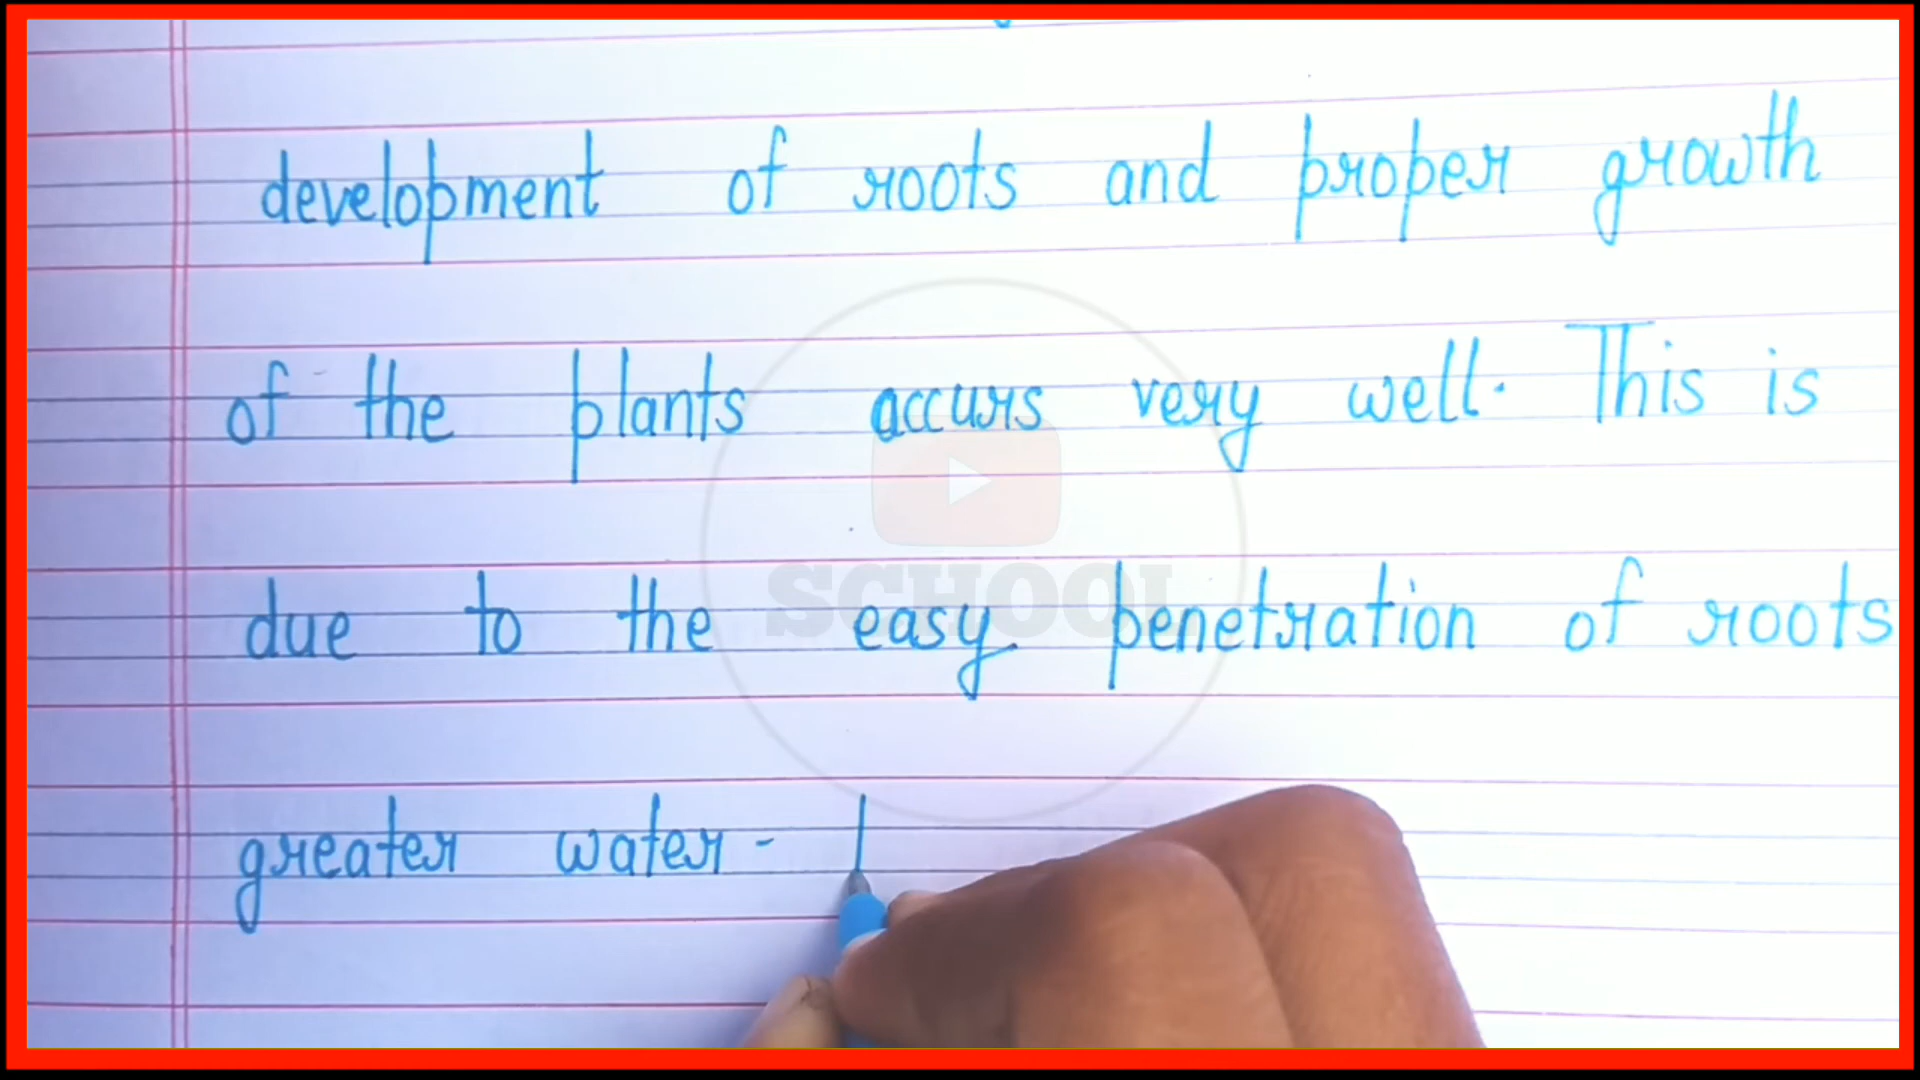 development of roots and proper growth
of the plants accurs very well. This is
SCHOOL
due to the easy penetration of roots
greater water -